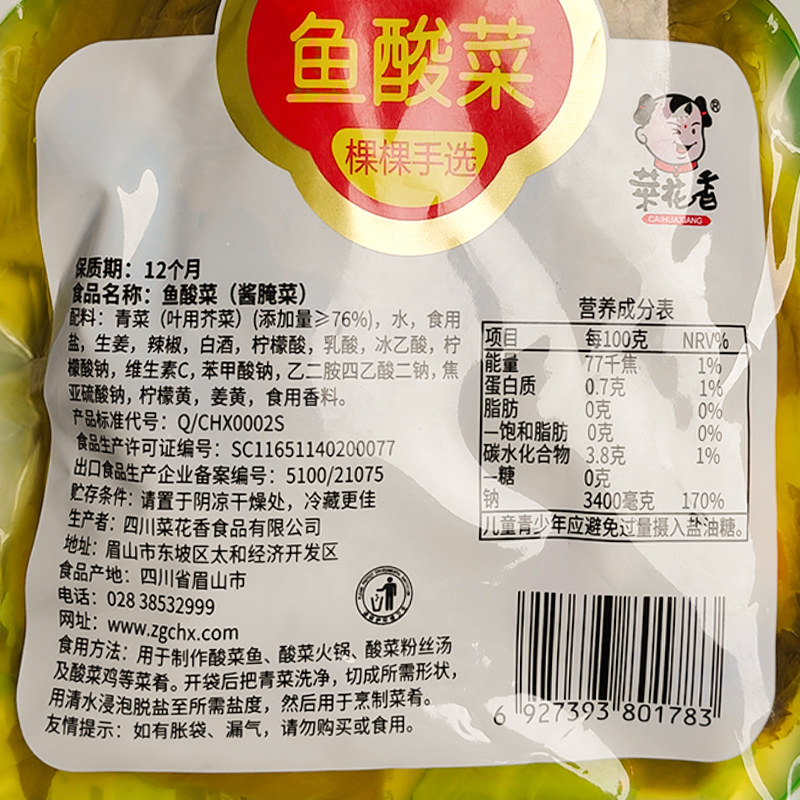 鱼酸菜
棵棵手选
®
菜花香
CAIHUAXIANG
保质期：12个月
食品名称：鱼酸菜（酱腌菜）
配料：青菜（叶用芥菜）(添加量≥76%)，水，食用
盐，生姜，辣椒，白酒，柠檬酸，乳酸，冰乙酸，柠
檬酸钠，维生素C，苯甲酸钠，乙二胺四乙酸二钠，焦
亚硫酸钠，柠檬黄，姜黄，食用香料。
产品标准代号：Q/CHX0002S
食品生产许可证编号：SC11651140200077
出口食品生产企业备案编号：5100/21075
贮存条件：请置于阴凉干燥处，冷藏更佳
生产者：四川菜花香食品有限公司
地址：眉山市东坡区太和经济开发区
食品产地：四川省眉山市
电话：028 38532999
网址：www.zgchx.com
食用方法：用于制作酸菜鱼、酸菜火锅、酸菜粉丝汤
及酸菜鸡等菜肴。开袋后把青菜洗净，切成所需形状，
用清水浸泡脱盐至所需盐度，然后用于烹制菜肴。
友情提示：如有胀袋、漏气，请勿购买或食用。
营养成分表
项目 每100克 NRV%
能量 77千焦 1%
蛋白质 0.7克 1%
脂肪 0克 0%
—饱和脂肪 0克 0%
碳水化合物 3.8克 1%
—糖 0克
钠 3400毫克 170%
儿童青少年应避免过量摄入盐油糖。
6 927393 801783